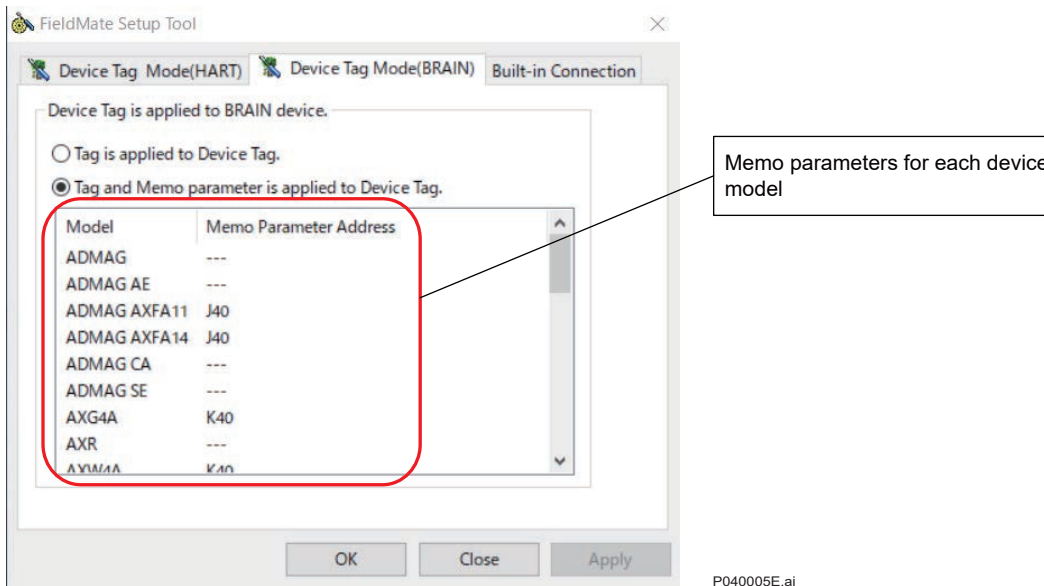 FieldMate Setup Tool
Device Tag Mode(HART) Device Tag Mode(BRAIN) Built-in Connection
Device Tag is applied to BRAIN device.
Tag is applied to Device Tag.
Tag and Memo parameter is applied to Device Tag.
Model Memo Parameter Address
ADMAG ---
ADMAG AE ---
ADMAG AXFA11 J40
ADMAG AXFA14 J40
ADMAG CA ---
ADMAG SE ---
AXG4A K40
AXR ---
AXW4A K40
OK Close Apply
Memo parameters for each device
model
P040005E.ai